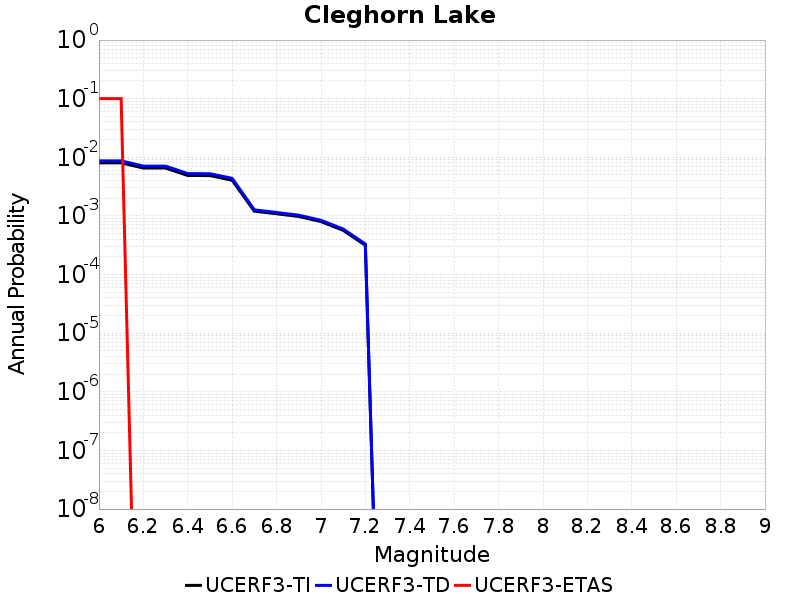 Cleghorn Lake
10^0
10^-1
10^-2
10^-3
10^-4
10^-5
10^-6
10^-7
10^-8
Annual Probability
6 6.2 6.4 6.6 6.8 7 7.2 7.4 7.6 7.8 8 8.2 8.4 8.6 8.8 9
Magnitude
UCERF3-TI UCERF3-TD UCERF3-ETAS